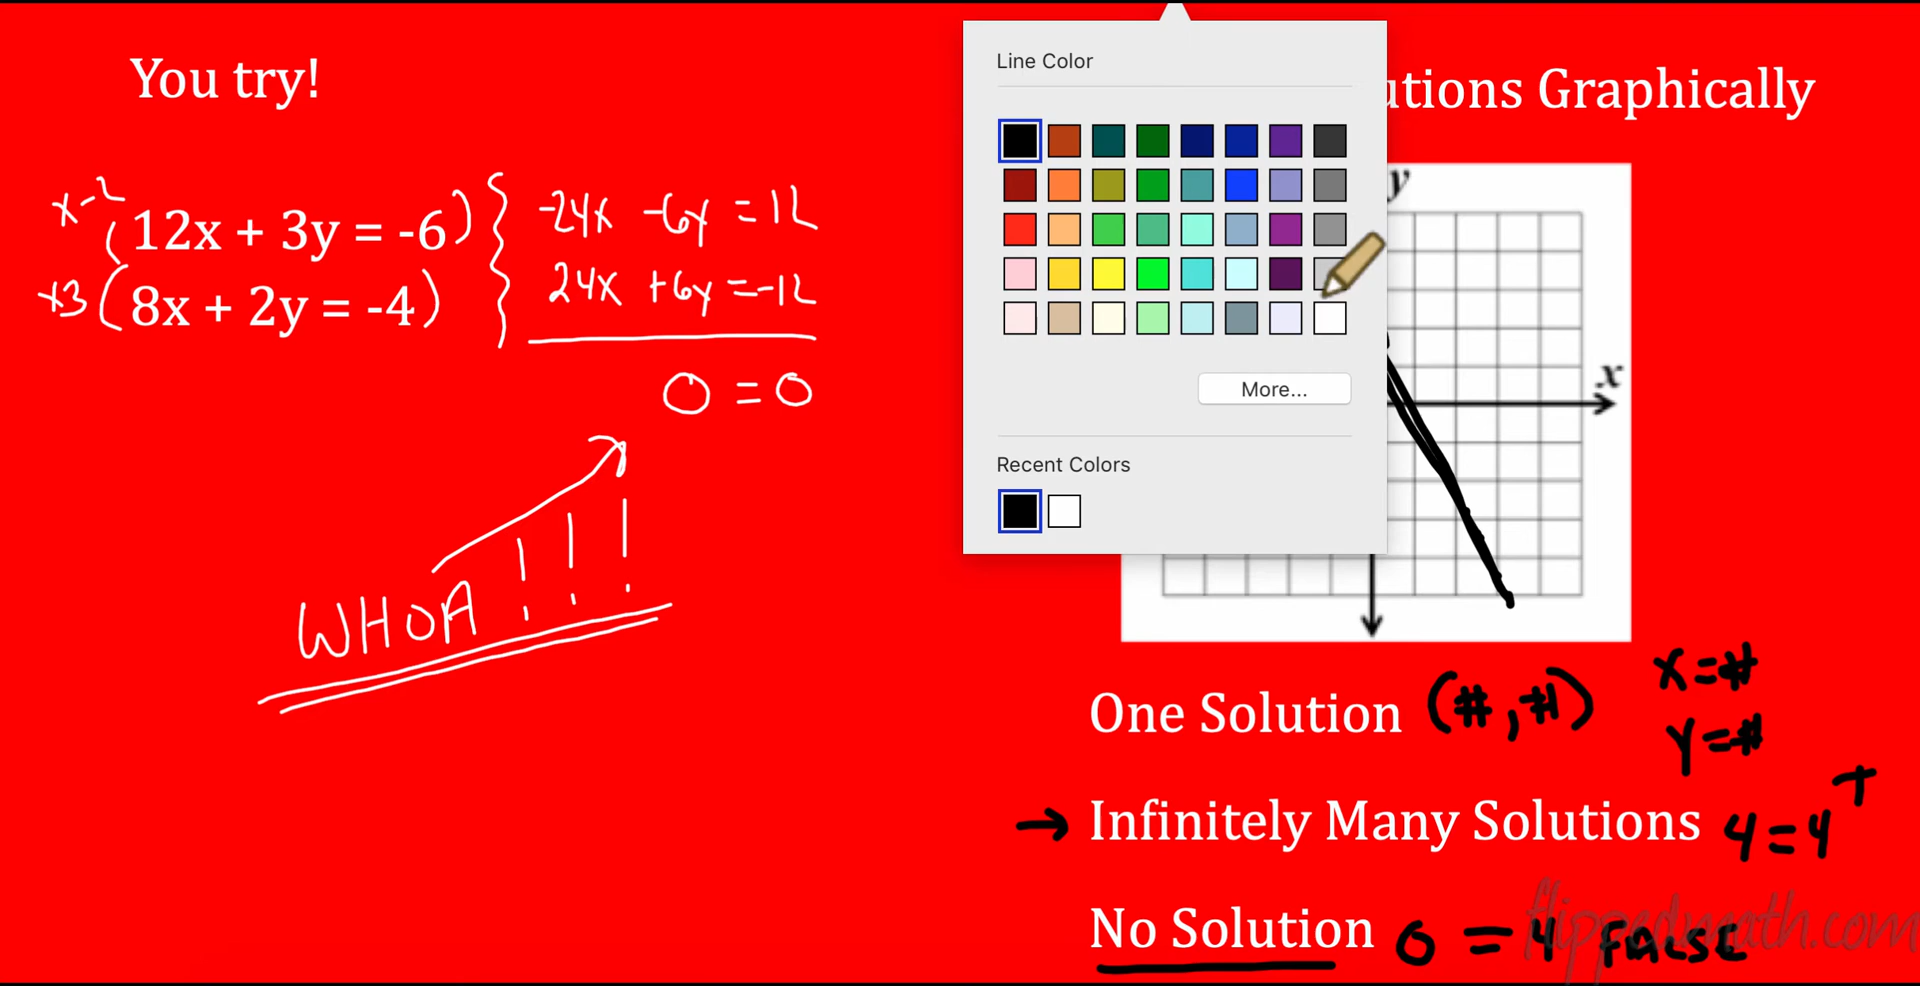 You try!
x-2
(12x + 3y = -6)
x3 (8x + 2y = -4)
-24x -6y = 12
24x +6y = -12
0 = 0
WHOA!!!
Line Color
More...
Recent Colors
utions Graphically
y
x
One Solution (#,#)
x=#
y=#
→ Infinitely Many Solutions 4=4 T
No Solution 0 = 4 FALSE
flippedmath.com